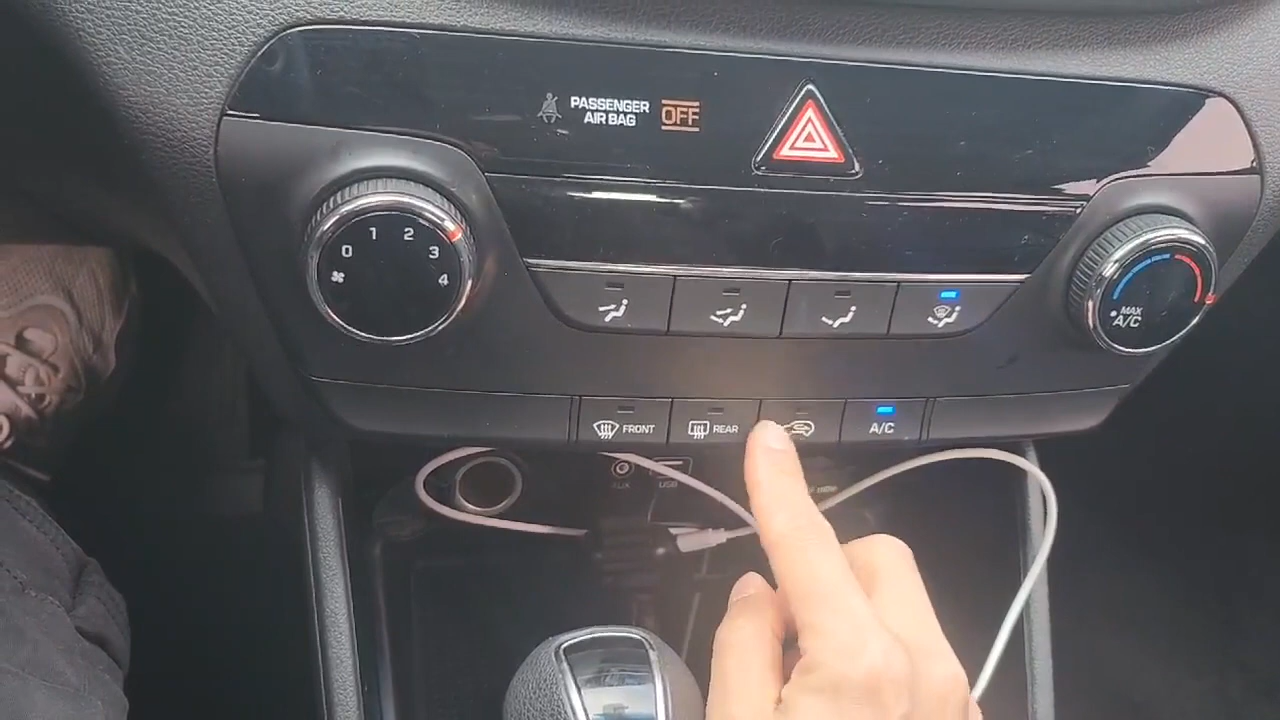 PASSENGER
AIR BAG
OFF
0
1
2
3
4
MAX
A/C
FRONT
REAR
A/C
AUX
USB